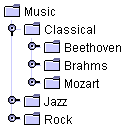 Music
Classical
Beethoven
Brahms
Mozart
Jazz
Rock